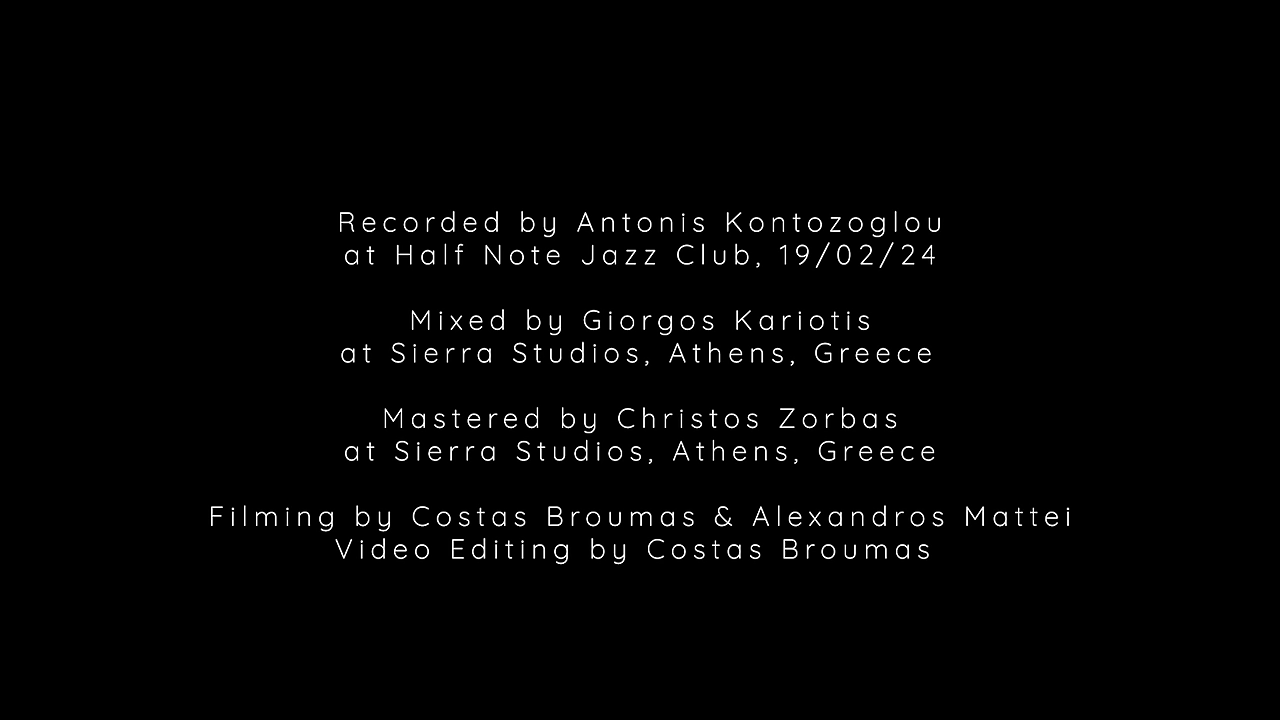 Recorded by Antonis Kontozoglou
at Half Note Jazz Club, 19/02/24
Mixed by Giorgos Kariotis
at Sierra Studios, Athens, Greece
Mastered by Christos Zorbas
at Sierra Studios, Athens, Greece
Filming by Costas Broumas & Alexandros Mattei
Video Editing by Costas Broumas